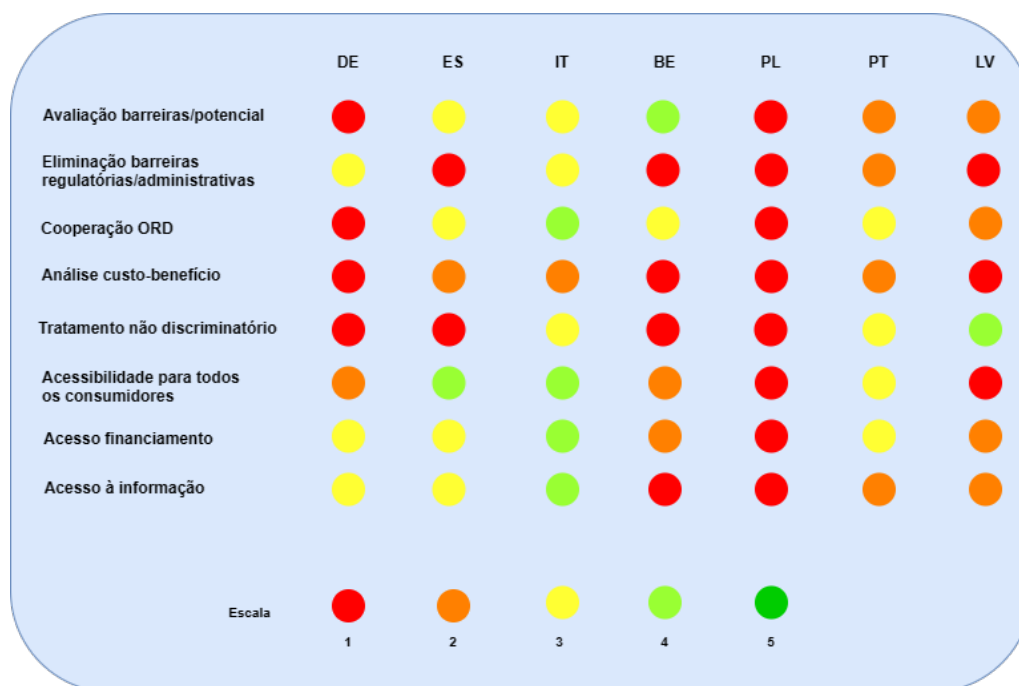 DE ES IT BE PL PT LV
Avaliação barreiras/potencial
Eliminação barreiras
regulatórias/administrativas
Cooperação ORD
Análise custo-benefício
Tratamento não discriminatório
Acessibilidade para todos
os consumidores
Acesso financiamento
Acesso à informação
Escala
1 2 3 4 5